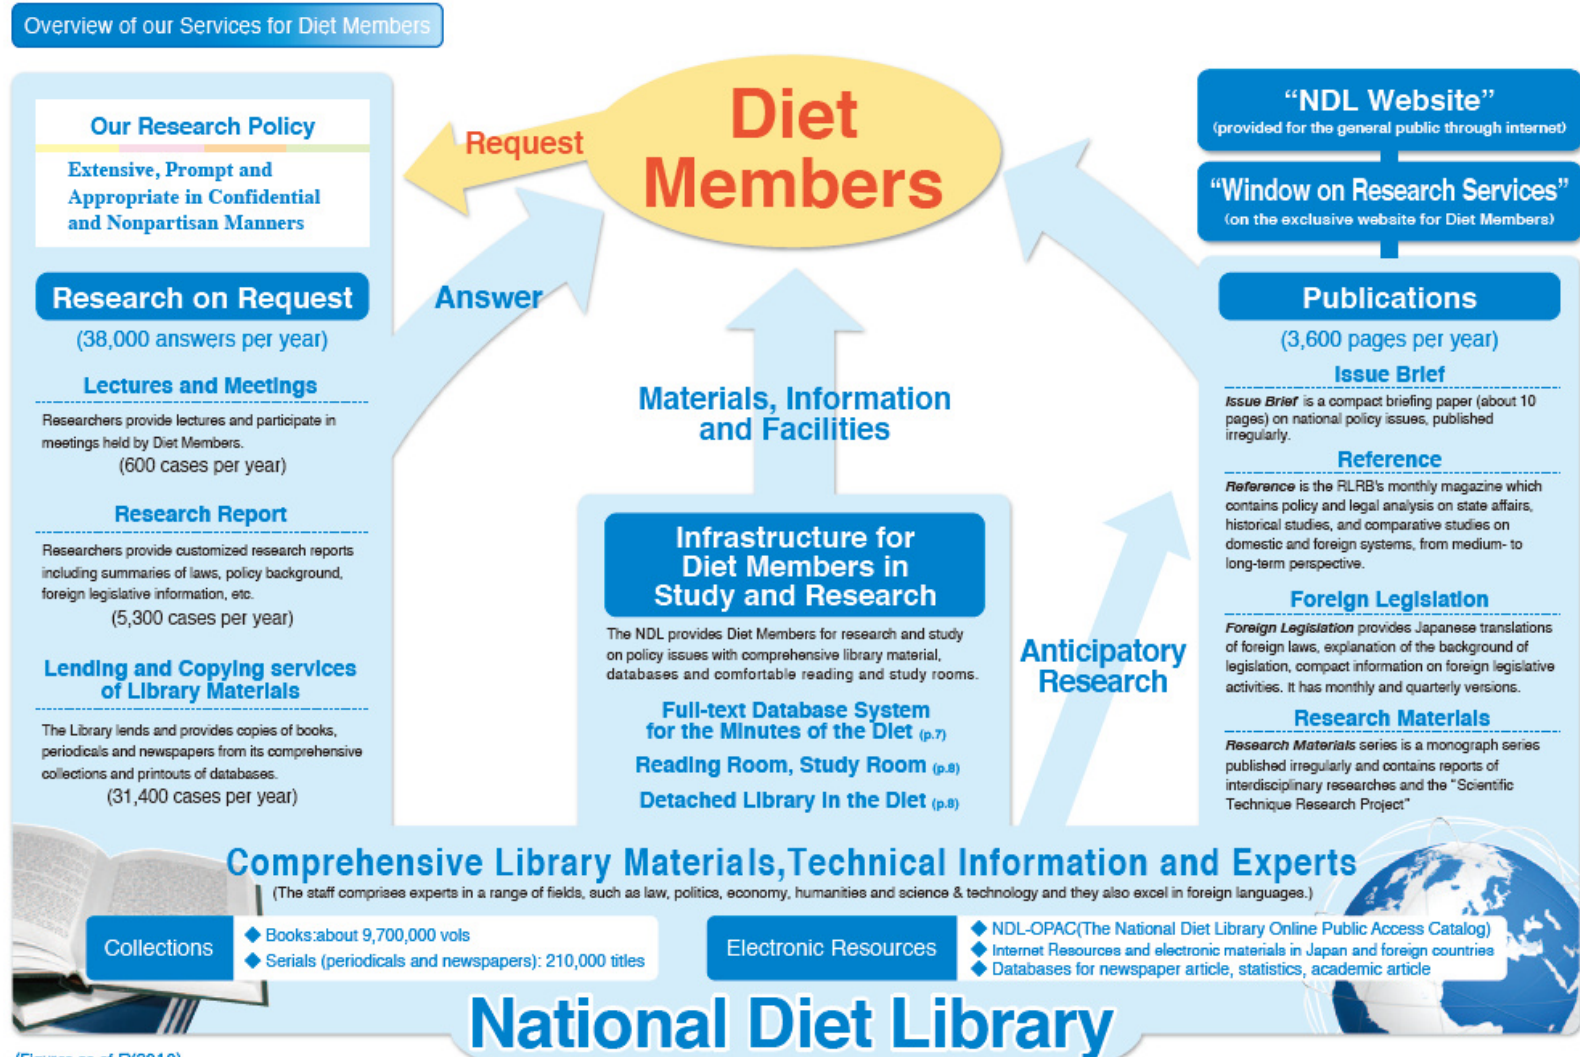 Overview of our Services for Diet Members
Our Research Policy
Extensive, Prompt and
Appropriate in Confidential
and Nonpartisan Manners
Research on Request
(38,000 answers per year)
Lectures and Meetings
Researchers provide lectures and participate in
meetings held by Diet Members.
(600 cases per year)
Research Report
Researchers provide customized research reports
including summaries of laws, policy background,
foreign legislative information, etc.
(5,300 cases per year)
Lending and Copying services
of Library Materials
The Library lends and provides copies of books,
periodicals and newspapers from its comprehensive
collections and printouts of databases.
(31,400 cases per year)
Request
Answer
Diet
Members
Materials, Information
and Facilities
Infrastructure for
Diet Members in
Study and Research
The NDL provides Diet Members for research and study
on policy issues with comprehensive library material,
databases and comfortable reading and study rooms.
Full-text Database System
for the Minutes of the Diet (p.7)
Reading Room, Study Room (p.8)
Detached Library in the Diet (p.8)
Anticipatory
Research
“NDL Website”
(provided for the general public through internet)
“Window on Research Services”
(on the exclusive website for Diet Members)
Publications
(3,600 pages per year)
Issue Brief
Issue Brief is a compact briefing paper (about 10
pages) on national policy issues, published
irregularly.
Reference
Reference is the RLRB's monthly magazine which
contains policy and legal analysis on state affairs,
historical studies, and comparative studies on
domestic and foreign systems, from medium- to
long-term perspective.
Foreign Legislation
Foreign Legislation provides Japanese translations
of foreign laws, explanation of the background of
legislation, compact information on foreign legislative
activities. It has monthly and quarterly versions.
Research Materials
Research Materials series is a monograph series
published irregularly and contains reports of
interdisciplinary researches and the "Scientific
Technique Research Project"
Comprehensive Library Materials,Technical Information and Experts
(The staff comprises experts in a range of fields, such as law, politics, economy, humanities and science & technology and they also excel in foreign languages.)
Collections
◆ Books:about 9,700,000 vols
◆ Serials (periodicals and newspapers): 210,000 titles
Electronic Resources
◆ NDL-OPAC(The National Diet Library Online Public Access Catalog)
◆ Internet Resources and electronic materials in Japan and foreign countries
◆ Databases for newspaper article, statistics, academic article
National Diet Library